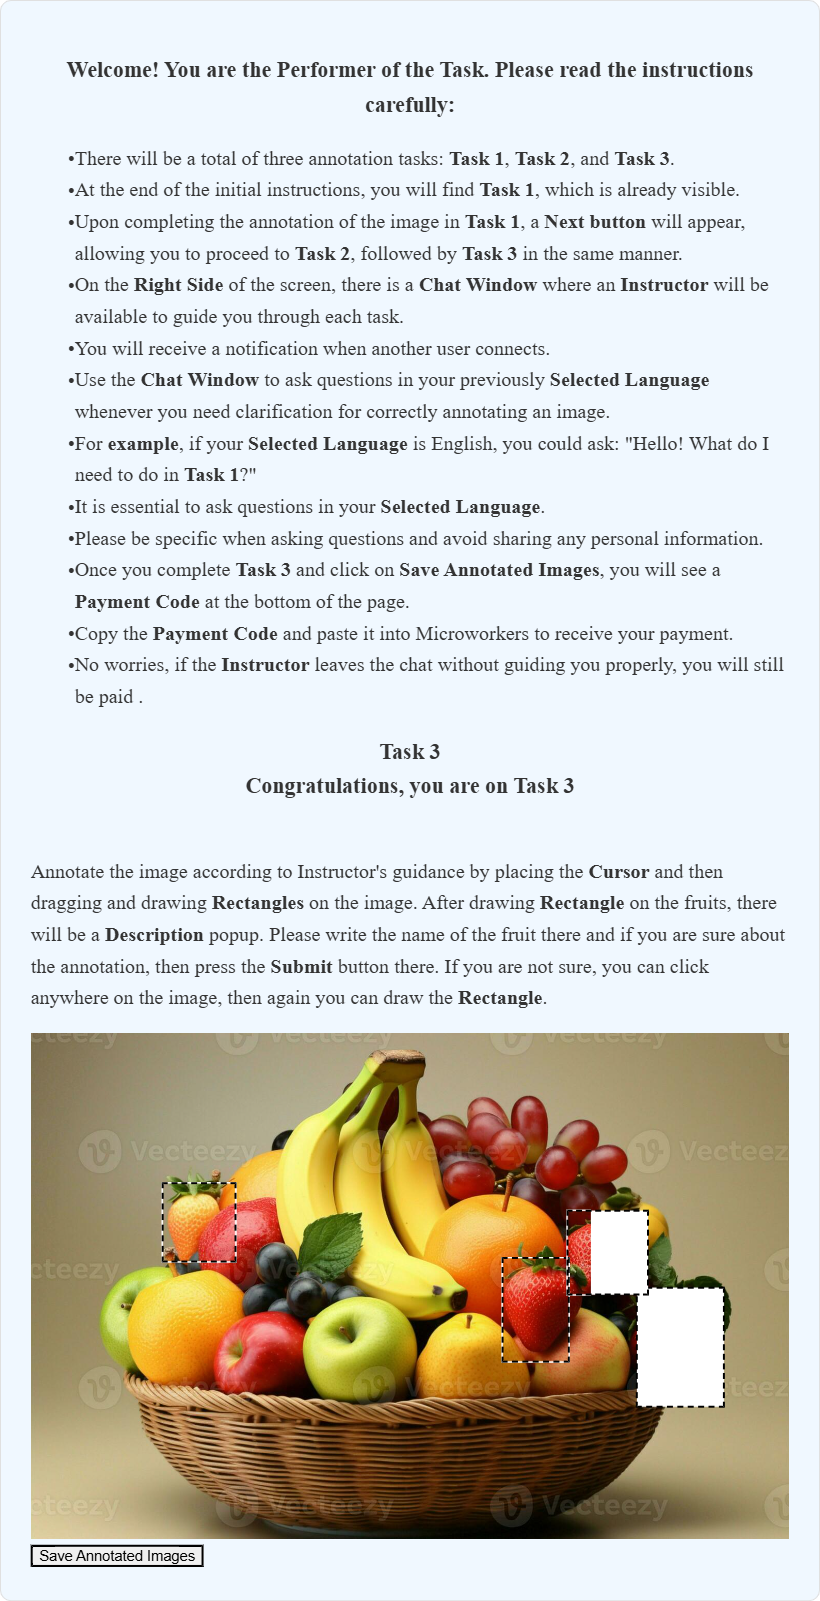 Welcome! You are the Performer of the Task. Please read the instructions
carefully:
•There will be a total of three annotation tasks: Task 1, Task 2, and Task 3.
•At the end of the initial instructions, you will find Task 1, which is already visible.
•Upon completing the annotation of the image in Task 1, a Next button will appear,
allowing you to proceed to Task 2, followed by Task 3 in the same manner.
•On the Right Side of the screen, there is a Chat Window where an Instructor will be
available to guide you through each task.
•You will receive a notification when another user connects.
•Use the Chat Window to ask questions in your previously Selected Language
whenever you need clarification for correctly annotating an image.
•For example, if your Selected Language is English, you could ask: "Hello! What do I
need to do in Task 1?"
•It is essential to ask questions in your Selected Language.
•Please be specific when asking questions and avoid sharing any personal information.
•Once you complete Task 3 and click on Save Annotated Images, you will see a
Payment Code at the bottom of the page.
•Copy the Payment Code and paste it into Microworkers to receive your payment.
•No worries, if the Instructor leaves the chat without guiding you properly, you will still
be paid .
Task 3
Congratulations, you are on Task 3
Annotate the image according to Instructor's guidance by placing the Cursor and then
dragging and drawing Rectangles on the image. After drawing Rectangle on the fruits, there
will be a Description popup. Please write the name of the fruit there and if you are sure about
the annotation, then press the Submit button there. If you are not sure, you can click
anywhere on the image, then again you can draw the Rectangle.
Vecteezy Vecteezy
Vecteezy Vecteezy
Save Annotated Images